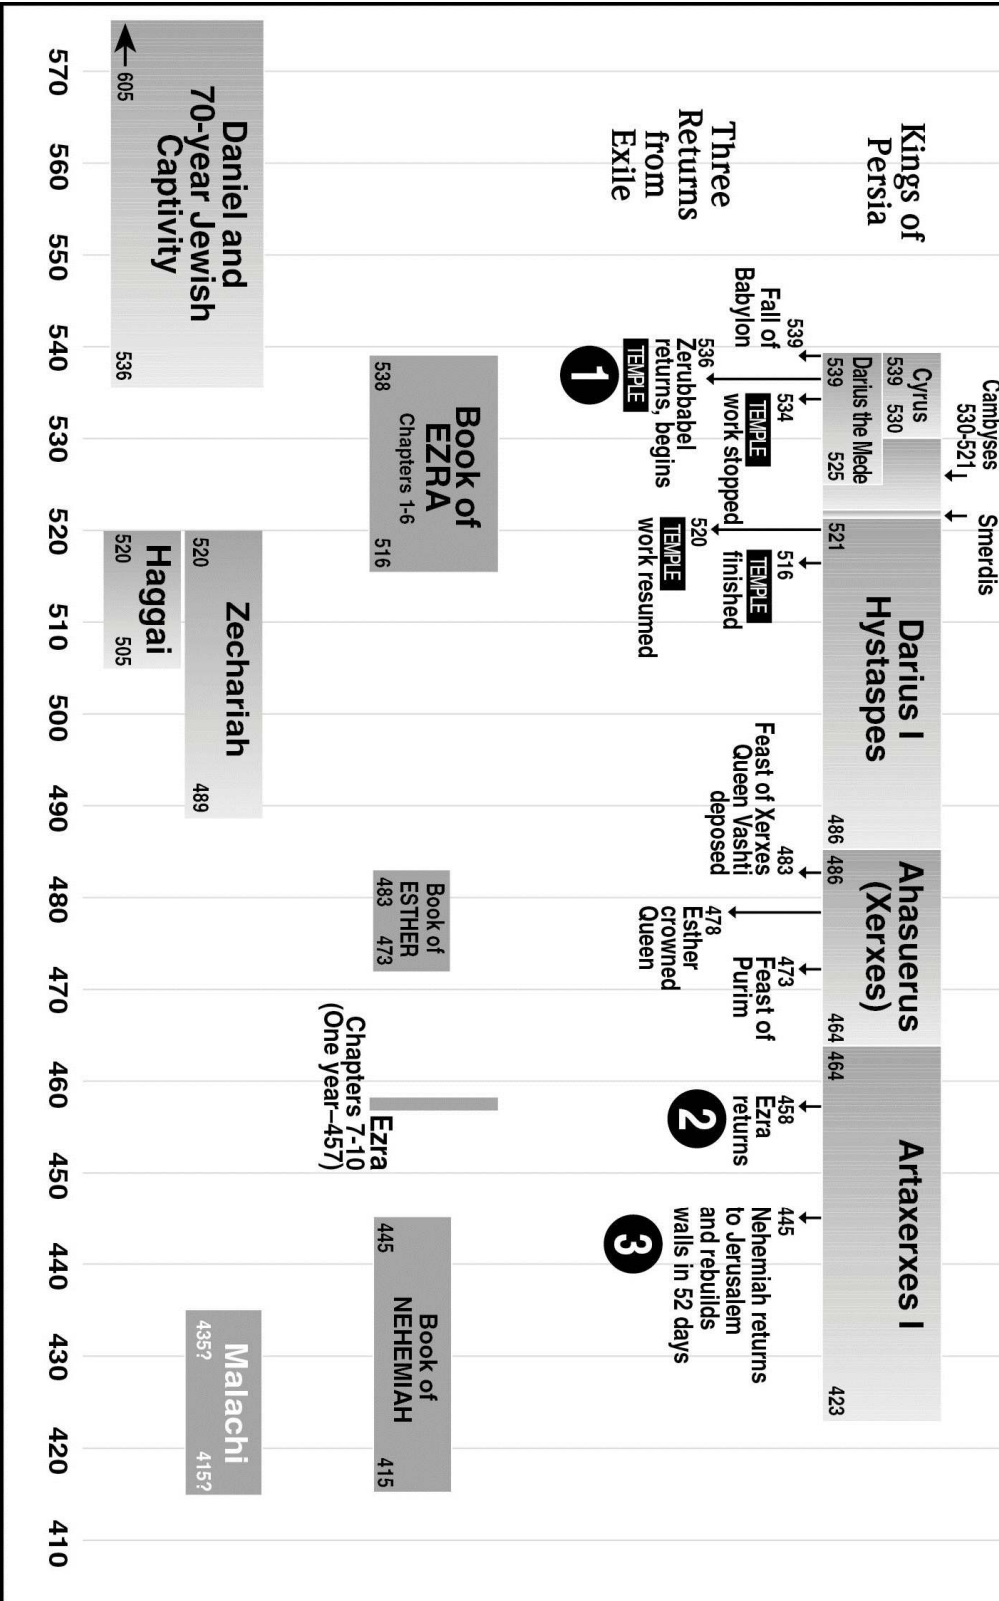 Kings of
Persia
Cambyses
530-521
Smerdis
Cyrus
539 530
Darius the Mede
539 525
521
Darius I
Hystaspes
486
486
Ahasuerus
(Xerxes)
464
464
Artaxerxes I
423
Three
Returns
from
Exile
539
Fall of
Babylon
536
Zerubbabel
returns, begins
TEMPLE
1
534
TEMPLE
work stopped
520
TEMPLE
work resumed
516
TEMPLE
finished
483
Feast of Xerxes
Queen Vashti
deposed
478
Esther
crowned
Queen
473
Feast of
Purim
458
Ezra
returns
2
445
Nehemiah returns
to Jerusalem
and rebuilds
walls in 52 days
3
Book of
EZRA
Chapters 1-6
538 516
Book of
ESTHER
483 473
Ezra
Chapters 7-10
(One year–457)
Book of
NEHEMIAH
445 415
Daniel and
70-year Jewish
Captivity
605 536
Zechariah
520 489
Haggai
520 505
Malachi
435? 415?
570 560 550 540 530 520 510 500 490 480 470 460 450 440 430 420 410